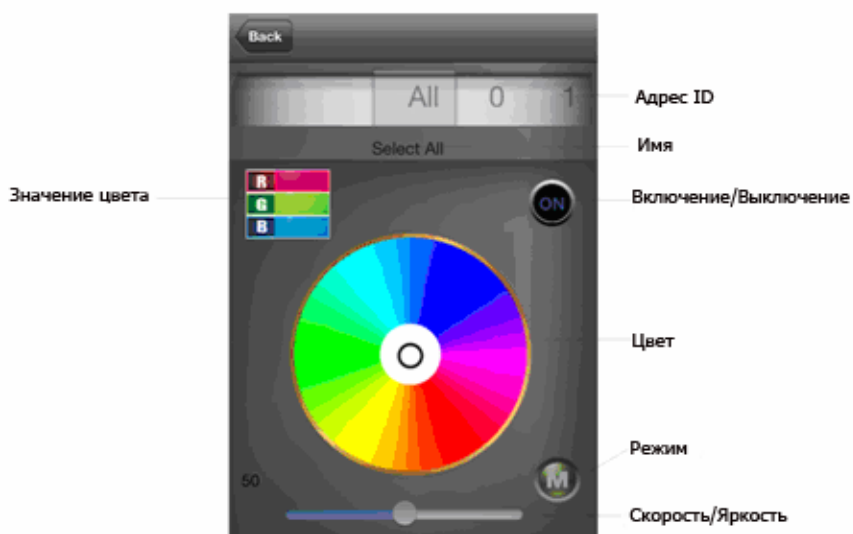 Back
All 0 1
Адрес ID
Select All
Имя
Значение цвета
R
G
B
ON
Включение/Выключение
Цвет
Режим
M
50
Скорость/Яркость